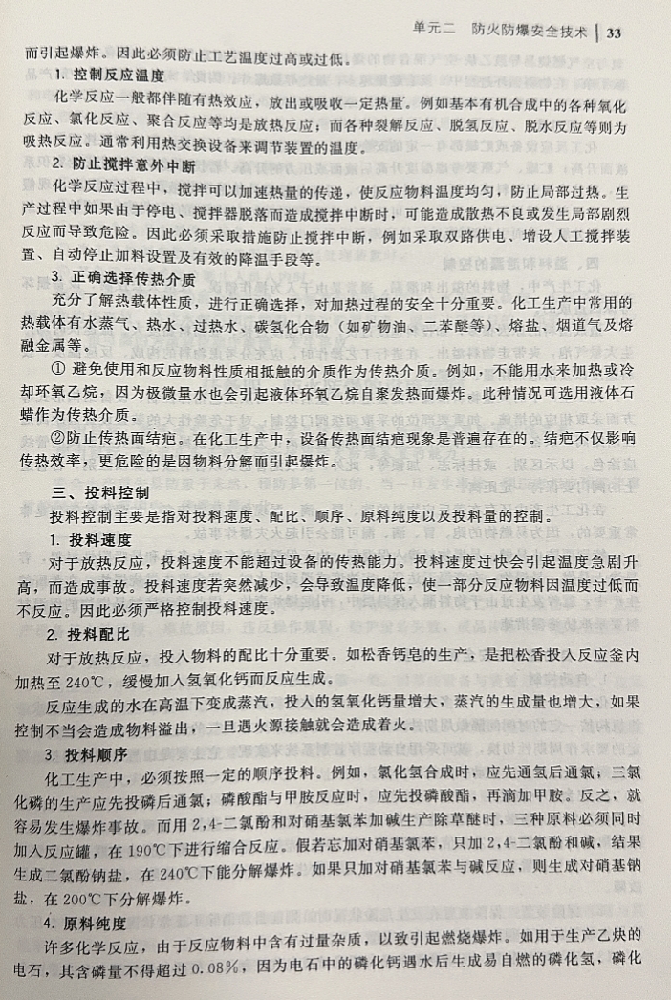 单元二 防火防爆安全技术 33
而引起爆炸。因此必须防止工艺温度过高或过低。
1. 控制反应温度
化学反应一般都伴随有热效应，放出或吸收一定热量。例如基本有机合成中的各种氧化
反应、氯化反应、聚合反应等均是放热反应；而各种裂解反应、脱氢反应、脱水反应等则为
吸热反应。通常利用热交换设备来调节装置的温度。
2. 防止搅拌意外中断
化学反应过程中，搅拌可以加速热量的传递，使反应物料温度均匀，防止局部过热。生
产过程中如果由于停电、搅拌器脱落而造成搅拌中断时，可能造成散热不良或发生局部剧烈
反应而导致危险。因此必须采取措施防止搅拌中断，例如采取双路供电、增设人工搅拌装
置、自动停止加料设置及有效的降温手段等。
3. 正确选择传热介质
充分了解热载体性质，进行正确选择，对加热过程的安全十分重要。化工生产中常用的
热载体有水蒸气、热水、过热水、碳氢化合物（如矿物油、二苯醚等）、熔盐、烟道气及熔
融金属等。
① 避免使用和反应物料性质相抵触的介质作为传热介质。例如，不能用水来加热或冷
却环氧乙烷，因为极微量水也会引起液体环氧乙烷自聚发热而爆炸。此种情况可选用液体石
蜡作为传热介质。
②防止传热面结疤。在化工生产中，设备传热面结疤现象是普遍存在的。结疤不仅影响
传热效率，更危险的是因物料分解而引起爆炸。
三、投料控制
投料控制主要是指对投料速度、配比、顺序、原料纯度以及投料量的控制。
1. 投料速度
对于放热反应，投料速度不能超过设备的传热能力。投料速度过快会引起温度急剧升
高，而造成事故。投料速度若突然减少，会导致温度降低，使一部分反应物料因温度过低而
不反应。因此必须严格控制投料速度。
2. 投料配比
对于放热反应，投入物料的配比十分重要。如松香钙皂的生产，是把松香投入反应釜内
加热至240℃，缓慢加入氢氧化钙而反应生成。
反应生成的水在高温下变成蒸汽，投入的氢氧化钙量增大，蒸汽的生成量也增大，如果
控制不当会造成物料溢出，一旦遇火源接触就会造成着火。
3. 投料顺序
化工生产中，必须按照一定的顺序投料。例如，氯化氢合成时，应先通氢后通氯；三氯
化磷的生产应先投磷后通氯；磷酸酯与甲胺反应时，应先投磷酸酯，再滴加甲胺。反之，就
容易发生爆炸事故。而用2,4-二氯酚和对硝基氯苯加碱生产除草醚时，三种原料必须同时
加入反应罐，在190℃下进行缩合反应。假若忘加对硝基氯苯，只加2,4-二氯酚和碱，结果
生成二氯酚钠盐，在240℃下能分解爆炸。如果只加对硝基氯苯与碱反应，则生成对硝基钠
盐，在200℃下分解爆炸。
4. 原料纯度
许多化学反应，由于反应物料中含有过量杂质，以致引起燃烧爆炸。如用于生产乙炔的
电石，其含磷量不得超过0.08%，因为电石中的磷化钙遇水后生成易自燃的磷化氢，磷化